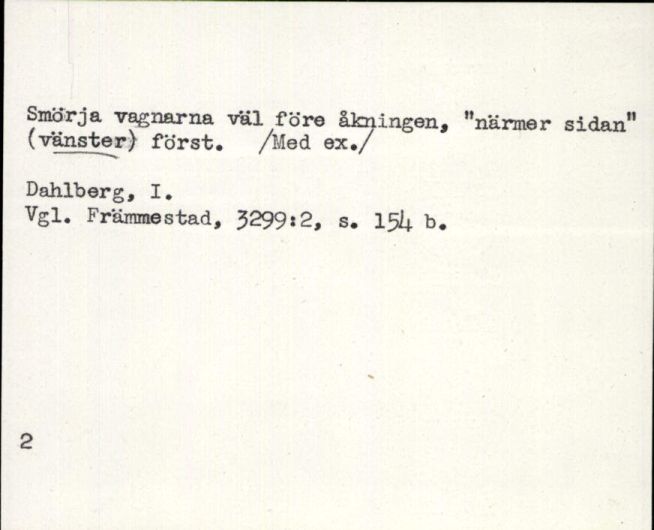 Smörja vagnarna väl före åkningen, "närmer sidan"
(vänster) först. /Med ex./
Dahlberg, I.
Vgl. Främmestad, 3299:2, s. 154 b.
2